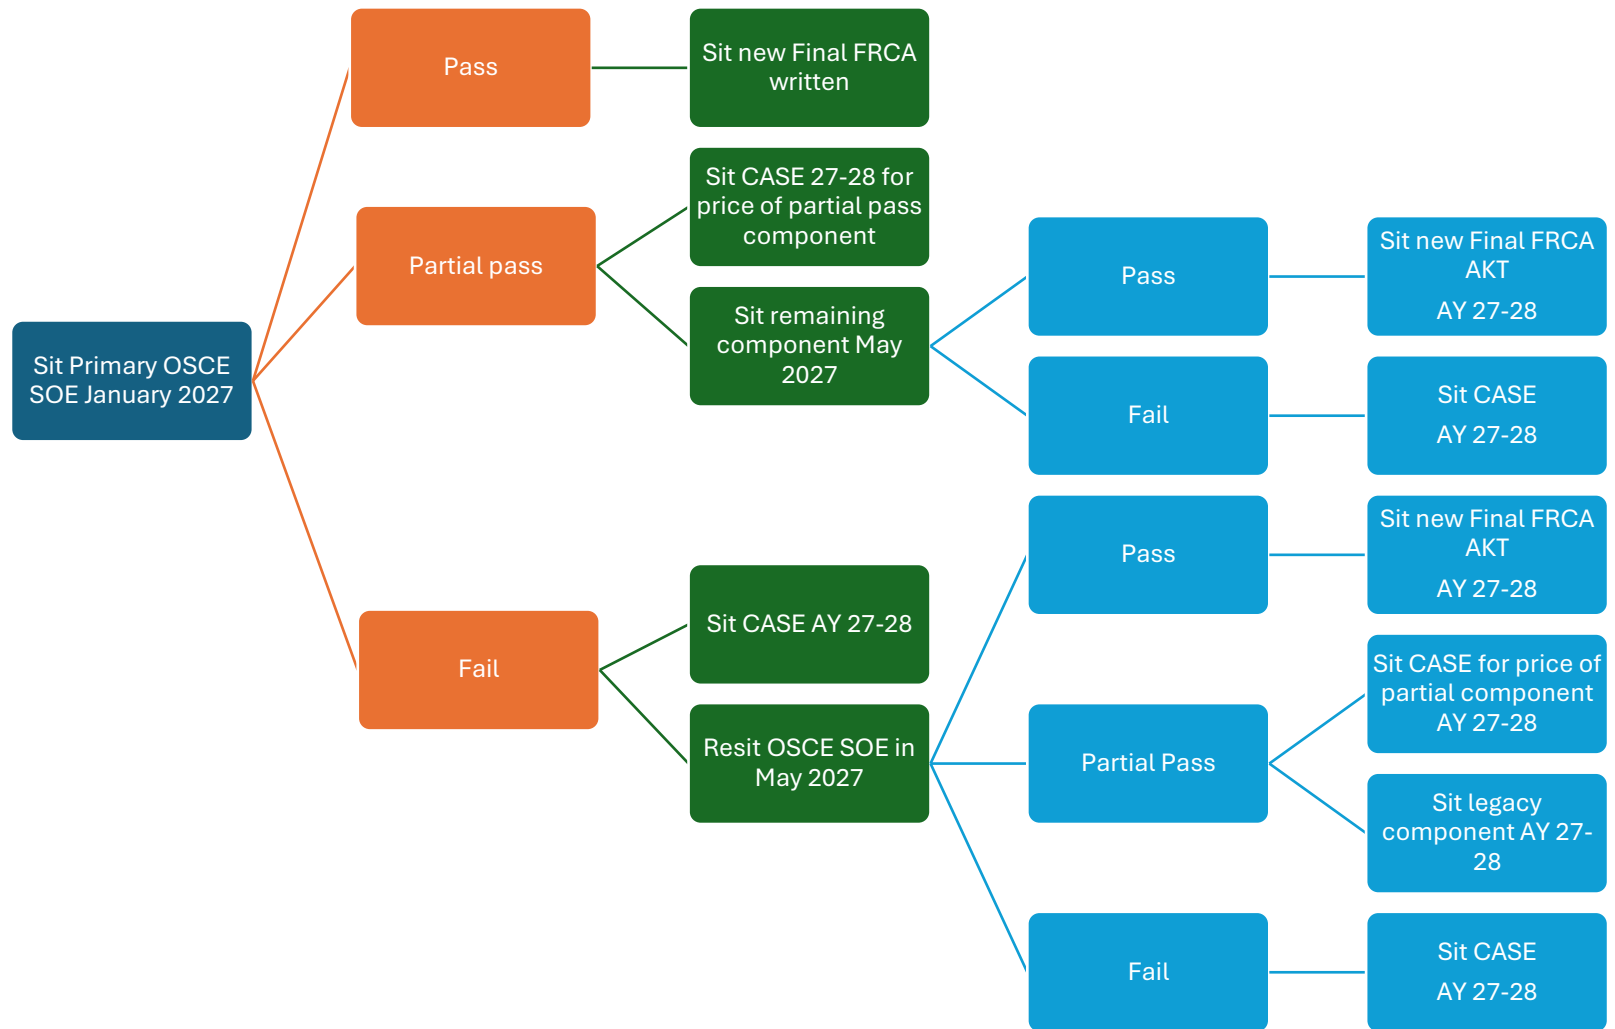 Sit Primary OSCE
SOE January 2027
Pass
Sit new Final FRCA
written
Partial pass
Sit CASE 27-28 for
price of partial pass
component
Sit remaining
component May
2027
Pass
Sit new Final FRCA
AKT
AY 27-28
Fail
Sit CASE
AY 27-28
Fail
Sit CASE AY 27-28
Resit OSCE SOE in
May 2027
Pass
Sit new Final FRCA
AKT
AY 27-28
Partial Pass
Sit CASE for price of
partial component
AY 27-28
Sit legacy
component AY 27-
28
Fail
Sit CASE
AY 27-28